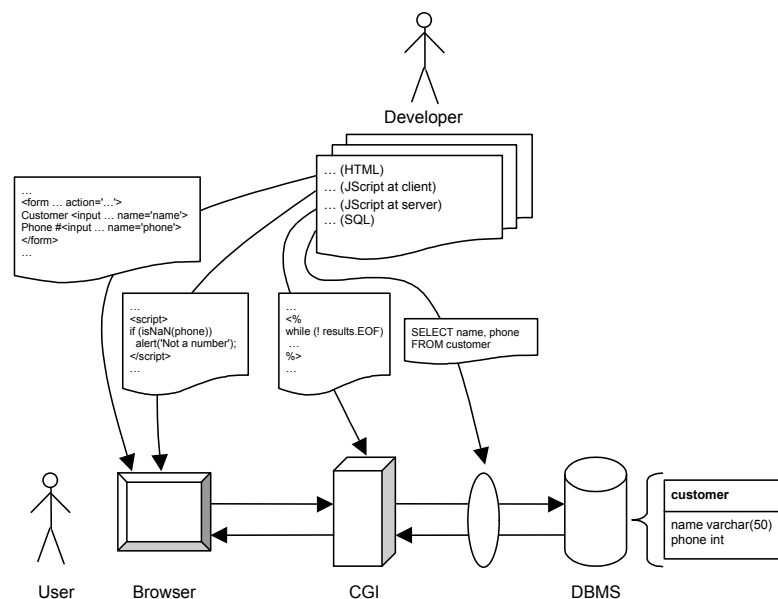 Developer
… (HTML)
… (JScript at client)
… (JScript at server)
… (SQL)
…
<form … action='…'>
Customer <input … name='name'>
Phone #<input … name='phone'>
</form>
…
…
<script>
if (isNaN(phone))
alert('Not a number');
</script>
…
…
<%
while (! results.EOF)
…
%>
…
SELECT name, phone
FROM customer
customer
name varchar(50)
phone int
User
Browser
CGI
DBMS